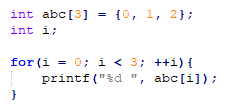 int abc[3] = {0, 1, 2};
int i;
for(i = 0; i < 3; ++i){
    printf("%d ", abc[i]);
}